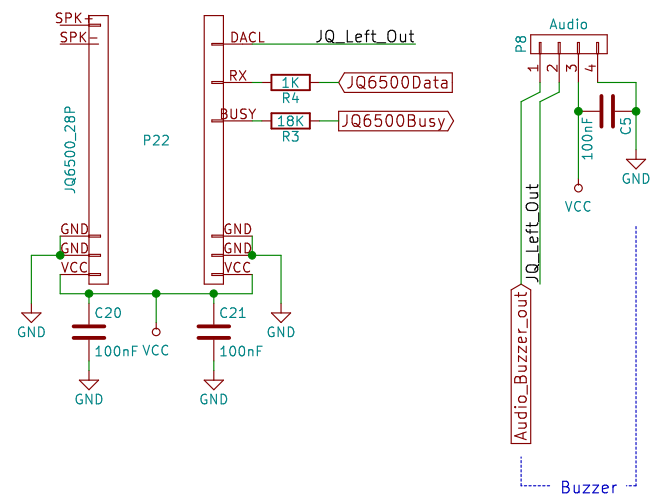 SPK+
SPK-
JQ6500_28P
GND
GND
VCC
P22
DACL
JQ_Left_Out
RX
1K
R4
JQ6500Data
BUSY
18K
R3
JQ6500Busy
GND
GND
VCC
GND
C20
100nF
GND
VCC
C21
100nF
GND
GND
Audio
P8
1
2
3
4
100nF
C5
GND
VCC
JQ_Left_Out
Audio_Buzzer_out
Buzzer